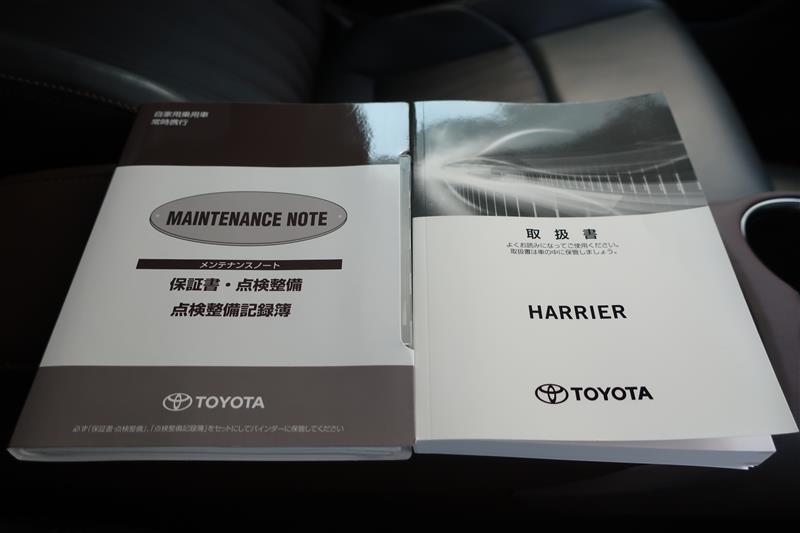 自家用乗用車
常時携行
MAINTENANCE NOTE
メンテナンスノート
保証書・点検整備
点検整備記録簿
TOYOTA
必ず「保証書・点検整備」、「点検整備記録簿」をセットにしてバインダーに保管してください
取扱書
よくお読みになってご使用ください。
取扱書は車の中に保管しましょう。
HARRIER
TOYOTA